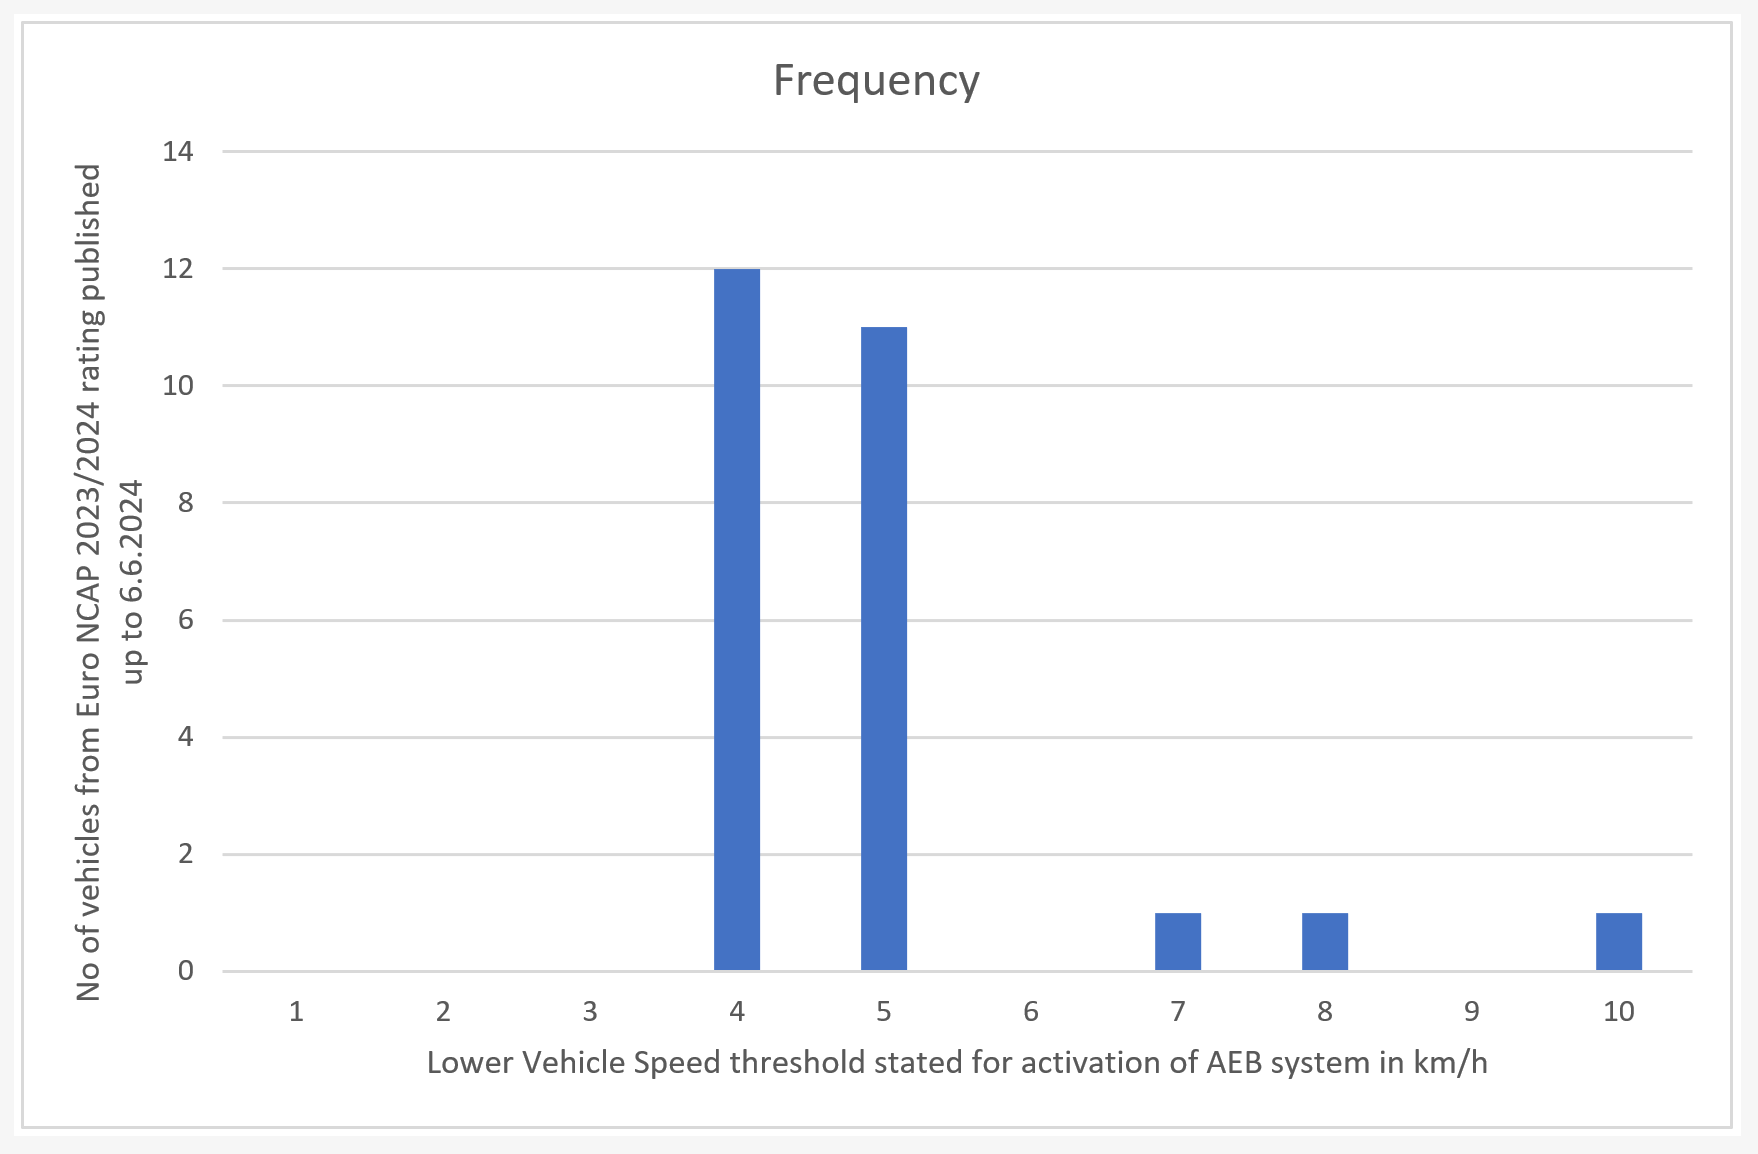 Frequency
No of vehicles from Euro NCAP 2023/2024 rating published
up to 6.6.2024
14
12
10
8
6
4
2
0
1 2 3 4 5 6 7 8 9 10
Lower Vehicle Speed threshold stated for activation of AEB system in km/h